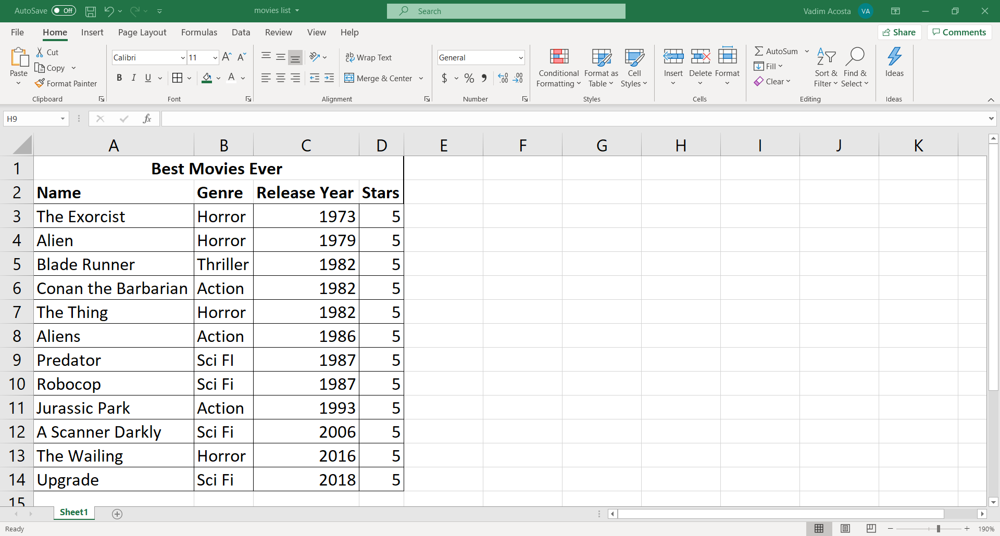 AutoSave Off movies list Search Vadim Acosta VA
File Home Insert Page Layout Formulas Data Review View Help Share Comments
Paste Cut Copy Format Painter Clipboard
Calibri 11 B I U A Font
ab Wrap Text Merge & Center Alignment
General $ % Number
Conditional Formatting Format as Table Cell Styles Styles
Insert Delete Format Cells
AutoSum Fill Clear Sort & Filter Find & Select Editing
Ideas Ideas
H9 fx
A B C D E F G H I J K
1 Best Movies Ever
2 Name Genre Release Year Stars
3 The Exorcist Horror 1973 5
4 Alien Horror 1979 5
5 Blade Runner Thriller 1982 5
6 Conan the Barbarian Action 1982 5
7 The Thing Horror 1982 5
8 Aliens Action 1986 5
9 Predator Sci FI 1987 5
10 Robocop Sci Fi 1987 5
11 Jurassic Park Action 1993 5
12 A Scanner Darkly Sci Fi 2006 5
13 The Wailing Horror 2016 5
14 Upgrade Sci Fi 2018 5
15
Sheet1
Ready 190%